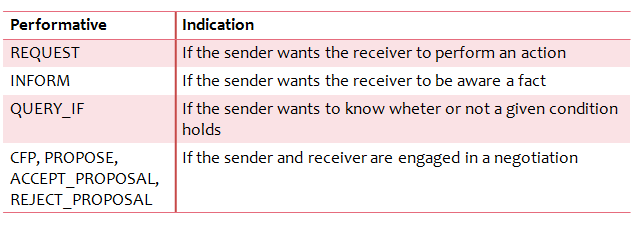 Performative Indication
REQUEST If the sender wants the receiver to perform an action
INFORM If the sender wants the receiver to be aware a fact
QUERY_IF If the sender wants to know wheter or not a given condition
holds
CFP, PROPOSE, If the sender and receiver are engaged in a negotiation
ACCEPT_PROPOSAL,
REJECT_PROPOSAL